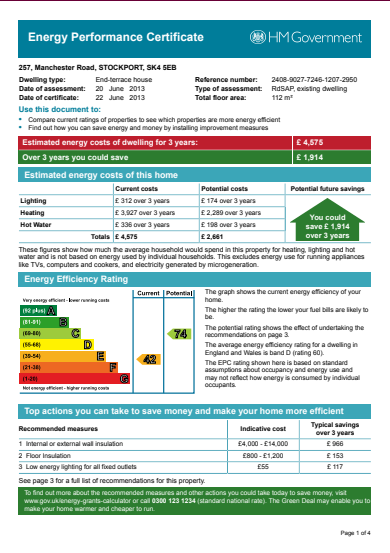 Energy Performance Certificate
HM Government
257, Manchester Road, STOCKPORT, SK4 5EB
Dwelling type: End-terrace house
Date of assessment: 20 June 2013
Date of certificate: 22 June 2013
Reference number: 2408-9027-7246-1207-2950
Type of assessment: RdSAP, existing dwelling
Total floor area: 112 m²
Use this document to:
• Compare current ratings of properties to see which properties are more energy efficient
• Find out how you can save energy and money by installing improvement measures
Estimated energy costs of dwelling for 3 years: £ 4,575
Over 3 years you could save £ 1,914
Estimated energy costs of this home
Current costs Potential costs Potential future savings
Lighting £ 312 over 3 years £ 174 over 3 years
Heating £ 3,927 over 3 years £ 2,289 over 3 years
Hot Water £ 336 over 3 years £ 198 over 3 years
Totals £ 4,575 £ 2,661
You could
save £ 1,914
over 3 years
These figures show how much the average household would spend in this property for heating, lighting and hot
water and is not based on energy used by individual households. This excludes energy use for running appliances
like TVs, computers and cookers, and electricity generated by microgeneration.
Energy Efficiency Rating
Current Potential
Very energy efficient - lower running costs
(92 plus) A
(81-91) B
(69-80) C
(55-68) D
(39-54) E
(21-38) F
(1-20) G
Not energy efficient - higher running costs
42
74
The graph shows the current energy efficiency of your
home.
The higher the rating the lower your fuel bills are likely to
be.
The potential rating shows the effect of undertaking the
recommendations on page 3.
The average energy efficiency rating for a dwelling in
England and Wales is band D (rating 60).
The EPC rating shown here is based on standard
assumptions about occupancy and energy use and
may not reflect how energy is consumed by individual
occupants.
Top actions you can take to save money and make your home more efficient
Recommended measures Indicative cost Typical savings
over 3 years
1 Internal or external wall insulation £4,000 - £14,000 £ 966
2 Floor Insulation £800 - £1,200 £ 153
3 Low energy lighting for all fixed outlets £55 £ 117
See page 3 for a full list of recommendations for this property.
To find out more about the recommended measures and other actions you could take today to save money, visit
www.gov.uk/energy-grants-calculator or call 0300 123 1234 (standard national rate). The Green Deal may enable you to
make your home warmer and cheaper to run.
Page 1 of 4